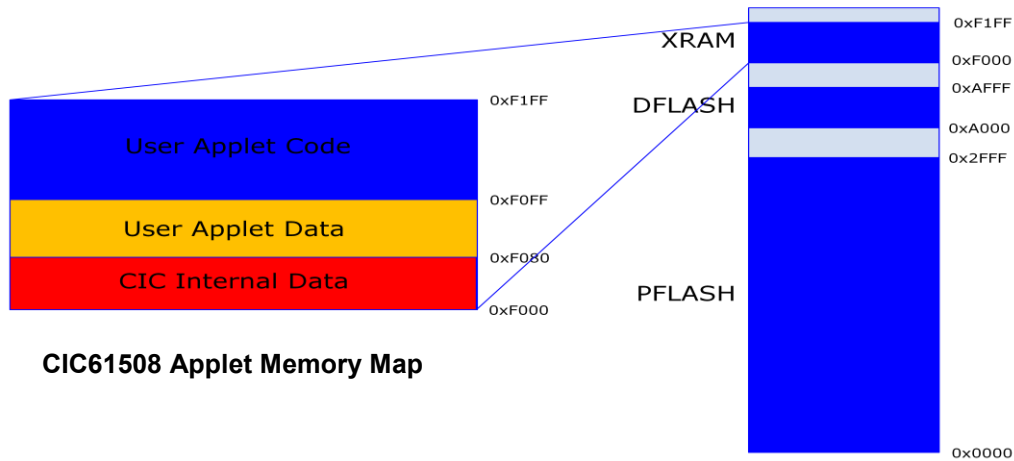 0xF1FF
XRAM
0xF000
0xAFFF
DFLASH
0xA000
0x2FFF
PFLASH
0x0000
0xF1FF
User Applet Code
0xF0FF
User Applet Data
0xF080
CIC Internal Data
0xF000
CIC61508 Applet Memory Map